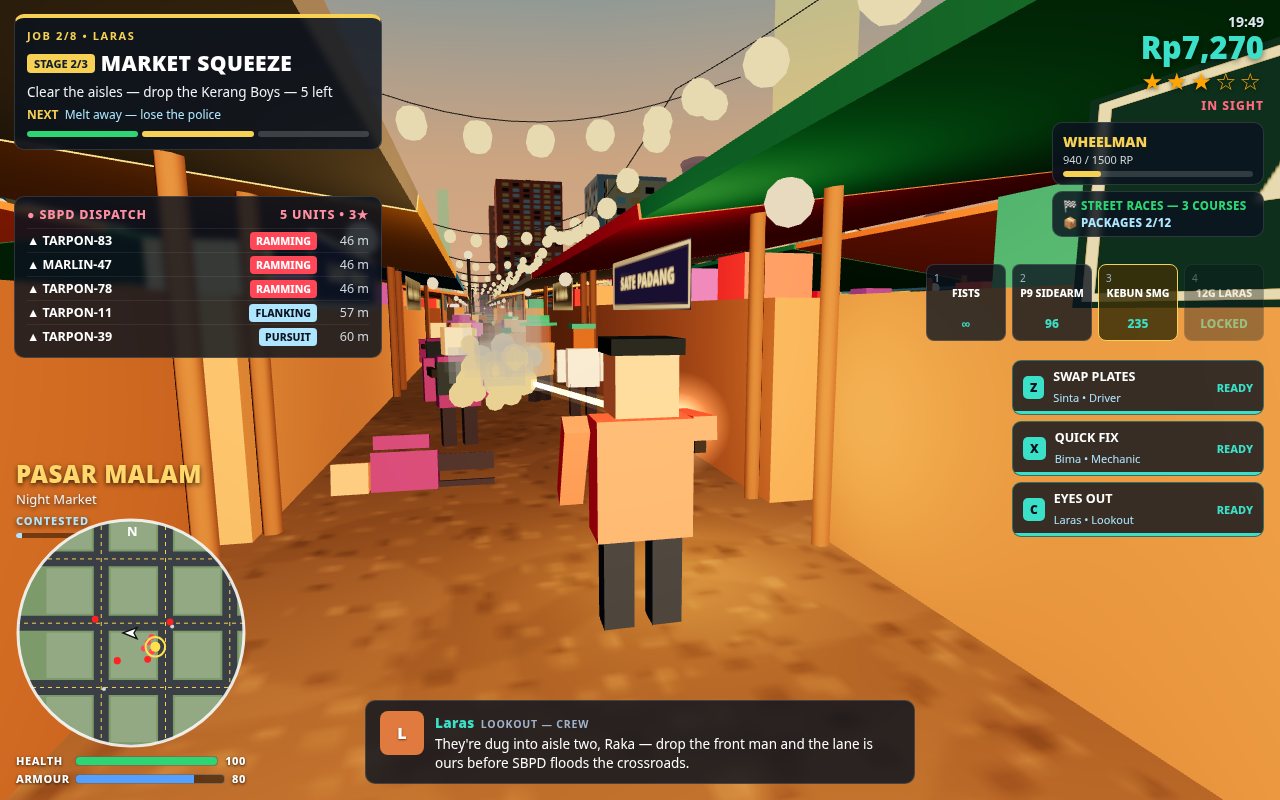 JOB 2/8 • LARAS
STAGE 2/3 MARKET SQUEEZE
Clear the aisles — drop the Kerang Boys — 5 left
NEXT Melt away — lose the police
● SBPD DISPATCH 5 UNITS • 3★
▲ TARPON-83 RAMMING 46 m
▲ MARLIN-47 RAMMING 46 m
▲ TARPON-78 RAMMING 46 m
▲ TARPON-11 FLANKING 57 m
▲ TARPON-39 PURSUIT 60 m
19:49
Rp7,270
★★★☆☆☆
IN SIGHT
WHEELMAN
940 / 1500 RP
🏁 STREET RACES — 3 COURSES
📦 PACKAGES 2/12
1 FISTS ∞
2 P9 SIDEARM 96
3 KEBUN SMG 235
4 12G LARAS LOCKED
Z SWAP PLATES READY
Sinta • Driver
X QUICK FIX READY
Bima • Mechanic
C EYES OUT READY
Laras • Lookout
SATE PADANG
PASAR MALAM
Night Market
CONTESTED
N
HEALTH 100
ARMOUR 80
L
Laras LOOKOUT — CREW
They're dug into aisle two, Raka — drop the front man and the lane is
ours before SBPD floods the crossroads.